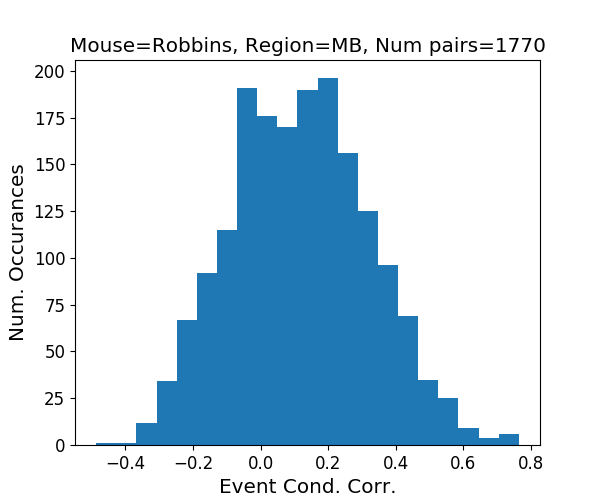 Mouse=Robbins, Region=MB, Num pairs=1770
200
175
150
125
100
75
50
25
0
Num. Occurances
−0.4 −0.2 0.0 0.2 0.4 0.6 0.8
Event Cond. Corr.